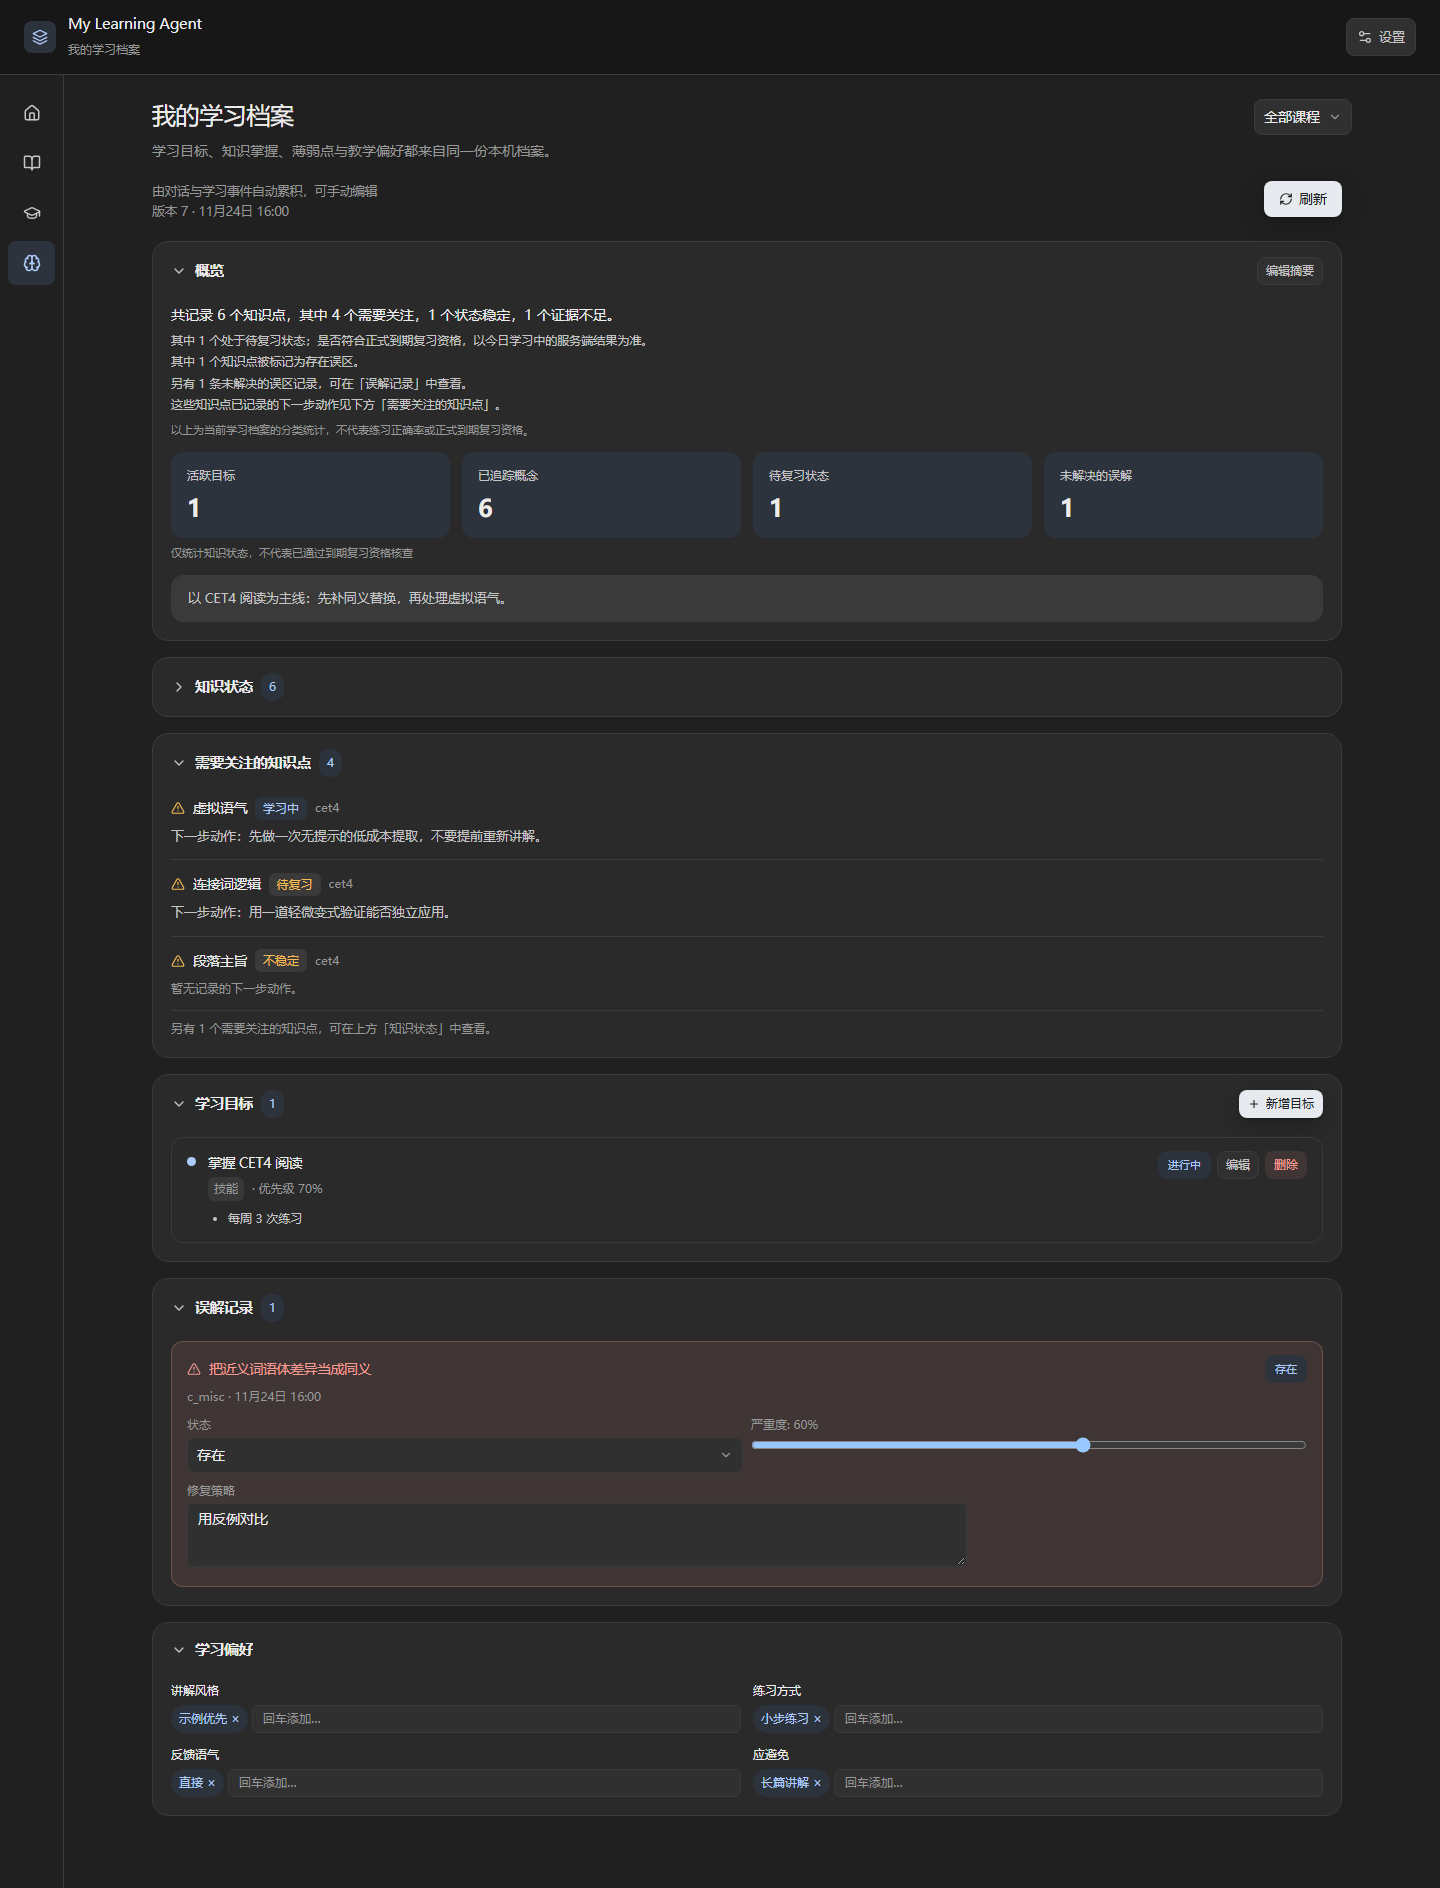 My Learning Agent
我的学习档案
设置
我的学习档案
全部课程
学习目标、知识掌握、薄弱点与教学偏好都来自同一份本机档案。
由对话与学习事件自动累积，可手动编辑
版本 7 · 11月24日 16:00
刷新
概览
编辑摘要
共记录 6 个知识点，其中 4 个需要关注，1 个状态稳定，1 个证据不足。
其中 1 个处于待复习状态；是否符合正式到期复习资格，以今日学习中的服务端结果为准。
其中 1 个知识点被标记为存在误区。
另有 1 条未解决的误区记录，可在「误解记录」中查看。
这些知识点已记录的下一步动作见下方「需要关注的知识点」。
以上为当前学习档案的分类统计，不代表练习正确率或正式到期复习资格。
活跃目标
1
已追踪概念
6
待复习状态
1
未解决的误解
1
仅统计知识状态，不代表已通过到期复习资格核查
以 CET4 阅读为主线：先补同义替换，再处理虚拟语气。
知识状态 6
需要关注的知识点 4
虚拟语气 学习中 cet4
下一步动作：先做一次无提示的低成本提取，不要提前重新讲解。
连接词逻辑 待复习 cet4
下一步动作：用一道轻微变式验证能否独立应用。
段落主旨 不稳定 cet4
暂无记录的下一步动作。
另有 1 个需要关注的知识点，可在上方「知识状态」中查看。
学习目标 1
+ 新增目标
掌握 CET4 阅读
进行中 编辑 删除
技能 · 优先级 70%
• 每周 3 次练习
误解记录 1
把近义词语体差异当成同义
存在
c_misc · 11月24日 16:00
状态
严重度: 60%
存在
修复策略
用反例对比
学习偏好
讲解风格
练习方式
示例优先 × 回车添加...
小步练习 × 回车添加...
反馈语气
应避免
直接 × 回车添加...
长篇讲解 × 回车添加...